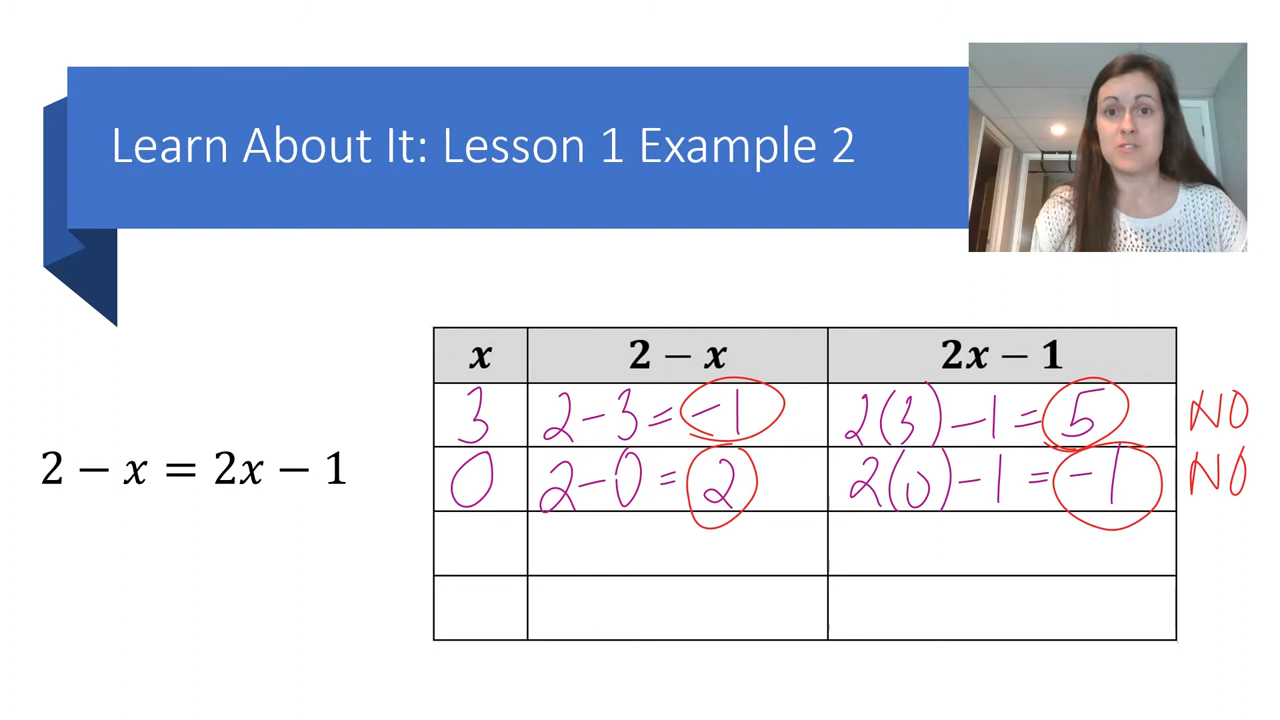 Learn About It: Lesson 1 Example 2
x 2 − x 2x − 1
3 2−3=−1 2(3)−1=5 NO
2 − x = 2x − 1
0 2−0=2 2(0)−1=−1 NO